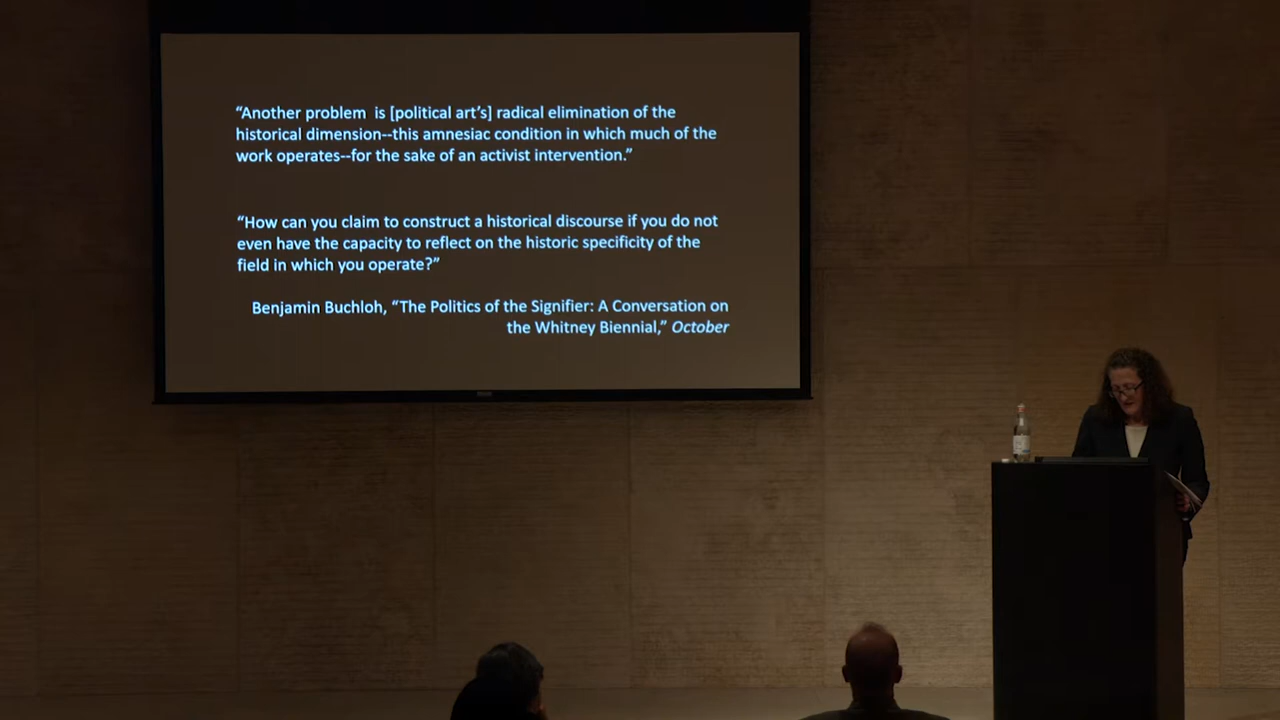 “Another problem  is [political art’s] radical elimination of the
historical dimension--this amnesiac condition in which much of the
work operates--for the sake of an activist intervention.”
“How can you claim to construct a historical discourse if you do not
even have the capacity to reflect on the historic specificity of the
field in which you operate?”
Benjamin Buchloh, “The Politics of the Signifier: A Conversation on
the Whitney Biennial,” October